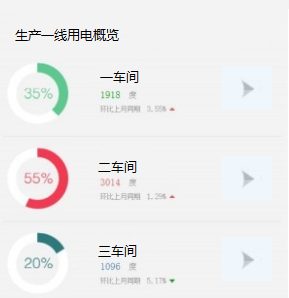 生产一线用电概览
35%
一车间
1918 度
环比上月同期 3.55%
55%
二车间
3014 度
环比上月同期 1.25%
20%
三车间
1096 度
环比上月同期 5.17%